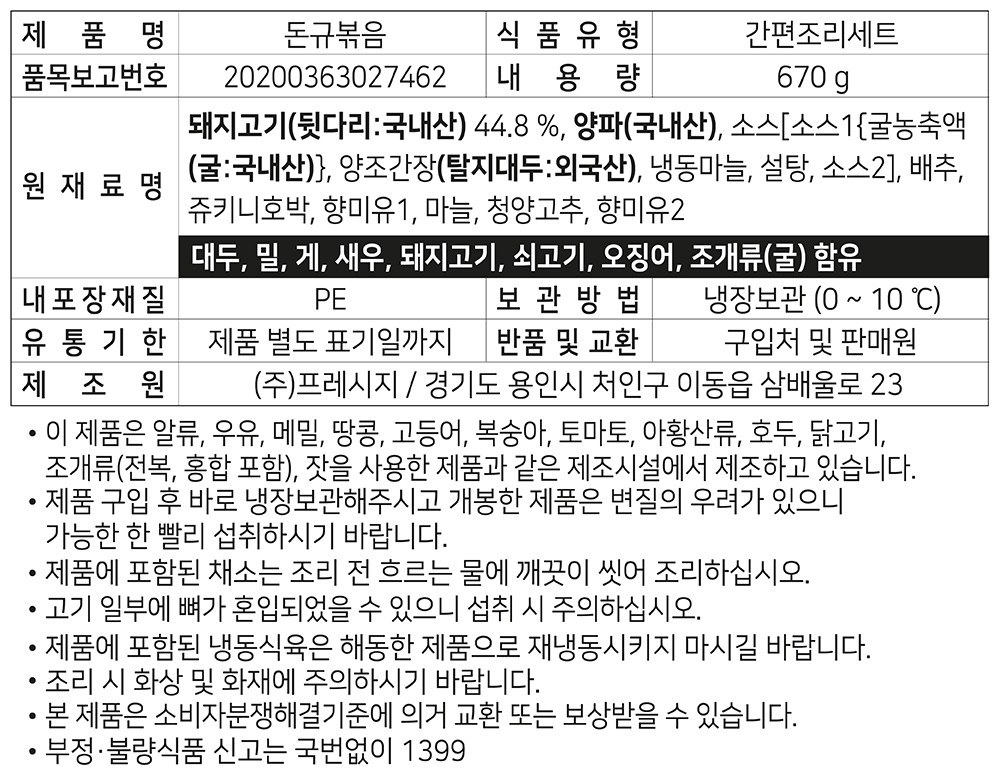 제 품 명 돈규볶음 식 품 유 형 간편조리세트
품목보고번호 20200363027462 내 용 량 670 g
원 재 료 명 돼지고기(뒷다리:국내산) 44.8 %, 양파(국내산), 소스[소스1{굴농축액
(굴:국내산)}, 양조간장(탈지대두:외국산), 냉동마늘, 설탕, 소스2], 배추,
쥬키니호박, 향미유1, 마늘, 청양고추, 향미유2
대두, 밀, 게, 새우, 돼지고기, 쇠고기, 오징어, 조개류(굴) 함유
내포장재질 PE 보 관 방 법 냉장보관 (0 ~ 10 ℃)
유 통 기 한 제품 별도 표기일까지 반품 및 교환 구입처 및 판매원
제 조 원 (주)프레시지 / 경기도 용인시 처인구 이동읍 삼배울로 23
• 이 제품은 알류, 우유, 메밀, 땅콩, 고등어, 복숭아, 토마토, 아황산류, 호두, 닭고기,
조개류(전복, 홍합 포함), 잣을 사용한 제품과 같은 제조시설에서 제조하고 있습니다.
• 제품 구입 후 바로 냉장보관해주시고 개봉한 제품은 변질의 우려가 있으니
가능한 한 빨리 섭취하시기 바랍니다.
• 제품에 포함된 채소는 조리 전 흐르는 물에 깨끗이 씻어 조리하십시오.
• 고기 일부에 뼈가 혼입되었을 수 있으니 섭취 시 주의하십시오.
• 제품에 포함된 냉동식육은 해동한 제품으로 재냉동시키지 마시길 바랍니다.
• 조리 시 화상 및 화재에 주의하시기 바랍니다.
• 본 제품은 소비자분쟁해결기준에 의거 교환 또는 보상받을 수 있습니다.
• 부정·불량식품 신고는 국번없이 1399